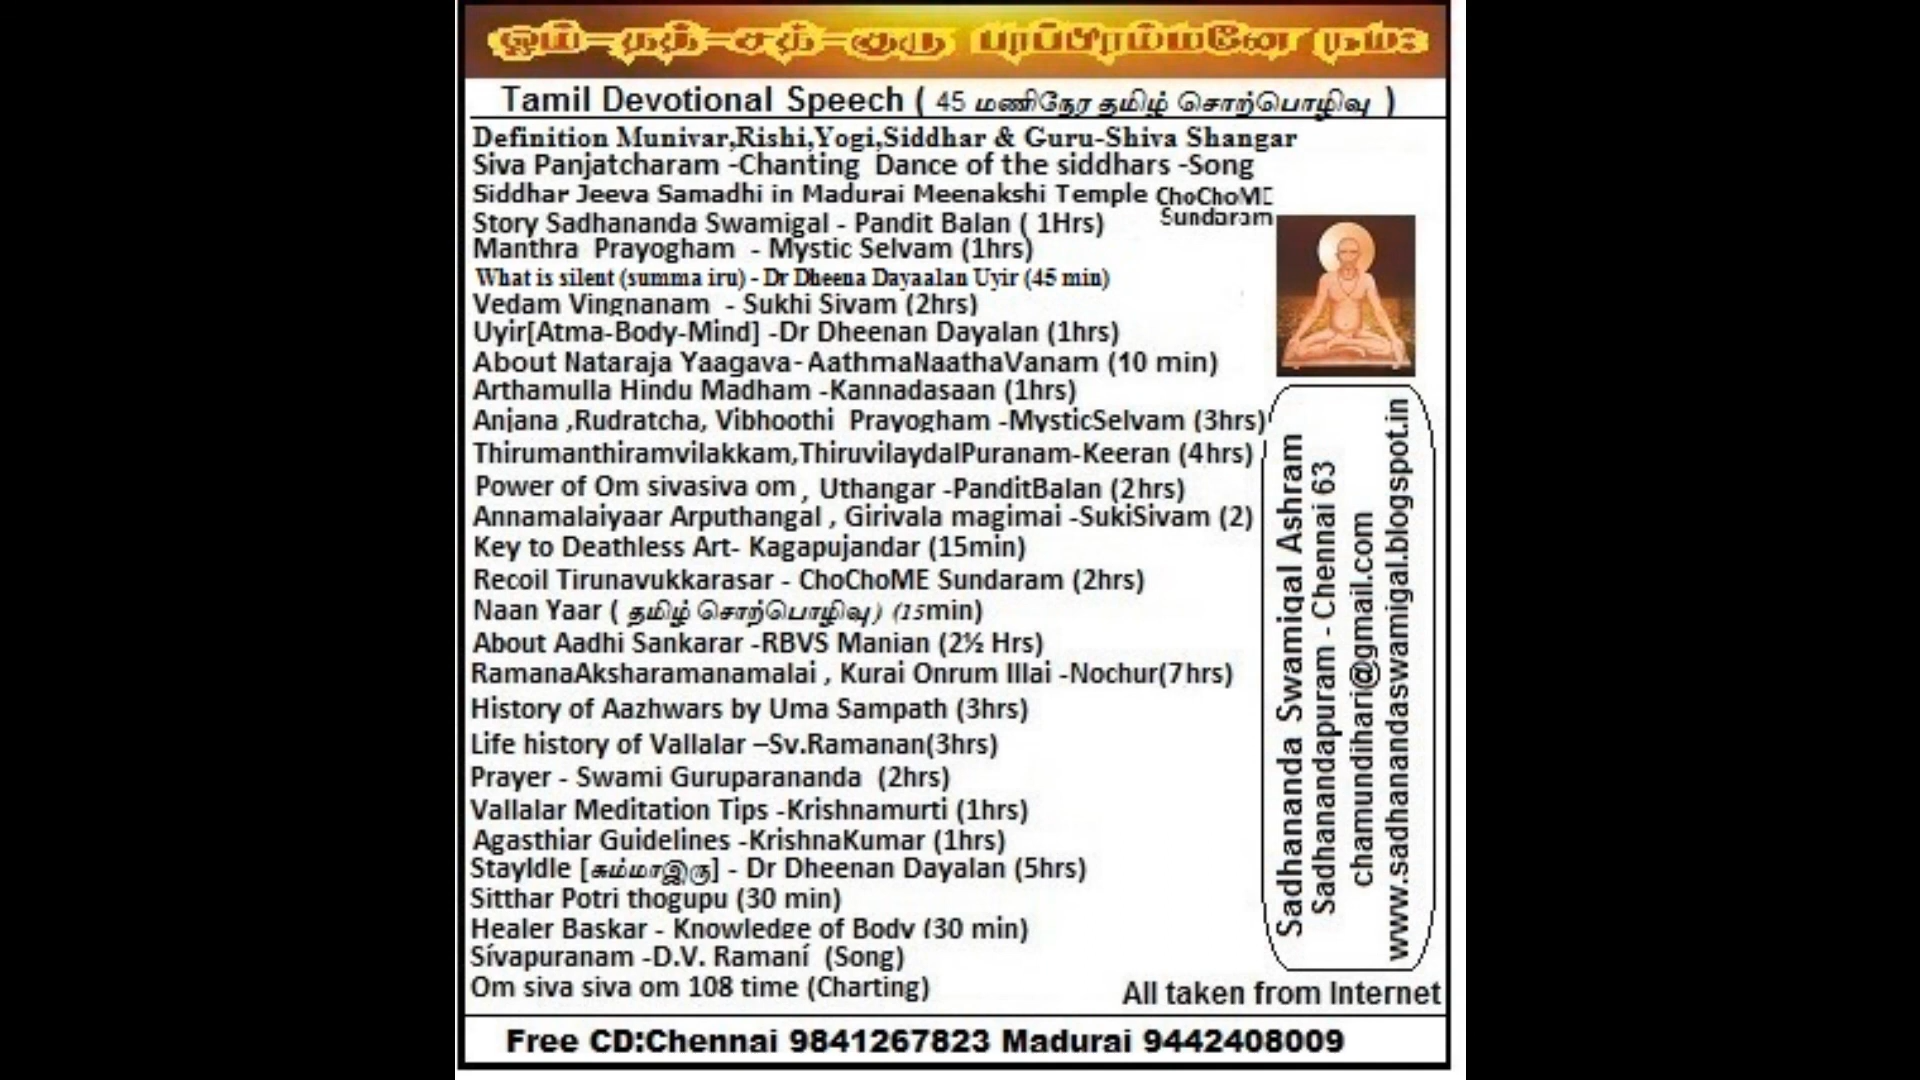 ஓம்-தத்-சத்-குரு பரப்பிரம்மனே நம:
Tamil Devotional Speech ( 45 மணிநேர தமிழ் சொற்பொழிவு )
Definition Munivar,Rishi,Yogi,Siddhar & Guru-Shiva Shangar
Siva Panjatcharam -Chanting Dance of the siddhars -Song
Siddhar Jeeva Samadhi in Madurai Meenakshi Temple ChoChoME Sundaram
Story Sadhananda Swamigal - Pandit Balan ( 1Hrs)
Manthra Prayogham - Mystic Selvam (1hrs)
What is silent (summa iru) - Dr Dheena Dayaalan Uyir (45 min)
Vedam Vingnanam - Sukhi Sivam (2hrs)
Uyir[Atma-Body-Mind] -Dr Dheenan Dayalan (1hrs)
About Nataraja Yaagava- AathmaNaathaVanam (10 min)
Arthamulla Hindu Madham -Kannadasaan (1hrs)
Anjana ,Rudratcha, Vibhoothi Prayogham -MysticSelvam (3hrs)
Thirumanthiramvilakkam,ThiruvilaydalPuranam-Keeran (4hrs)
Power of Om sivasiva om , Uthangar -PanditBalan (2hrs)
Annamalaiyaar Arputhangal , Girivala magimai -SukiSivam (2)
Key to Deathless Art- Kagapujandar (15min)
Recoil Tirunavukkarasar - ChoChoME Sundaram (2hrs)
Naan Yaar ( தமிழ் சொற்பொழிவு ) (15min)
About Aadhi Sankarar -RBVS Manian (2½ Hrs)
RamanaAksharamanamalai , Kurai Onrum Illai -Nochur(7hrs)
History of Aazhwars by Uma Sampath (3hrs)
Life history of Vallalar –Sv.Ramanan(3hrs)
Prayer - Swami Guruparananda (2hrs)
Vallalar Meditation Tips -Krishnamurti (1hrs)
Agasthiar Guidelines -KrishnaKumar (1hrs)
StayIdle [சும்மாஇரு] - Dr Dheenan Dayalan (5hrs)
Sitthar Potri thogupu (30 min)
Healer Baskar - Knowledge of Body (30 min)
Sívapuranam -D.V. Ramaní (Song)
Om siva siva om 108 time (Charting)
Sadhananda Swamiqal Ashram
Sadhanandapuram - Chennai 63
chamundihari@gmail.com
www.sadhanandaswamigal.blogspot.in
All taken from Internet
Free CD:Chennai 9841267823 Madurai 9442408009